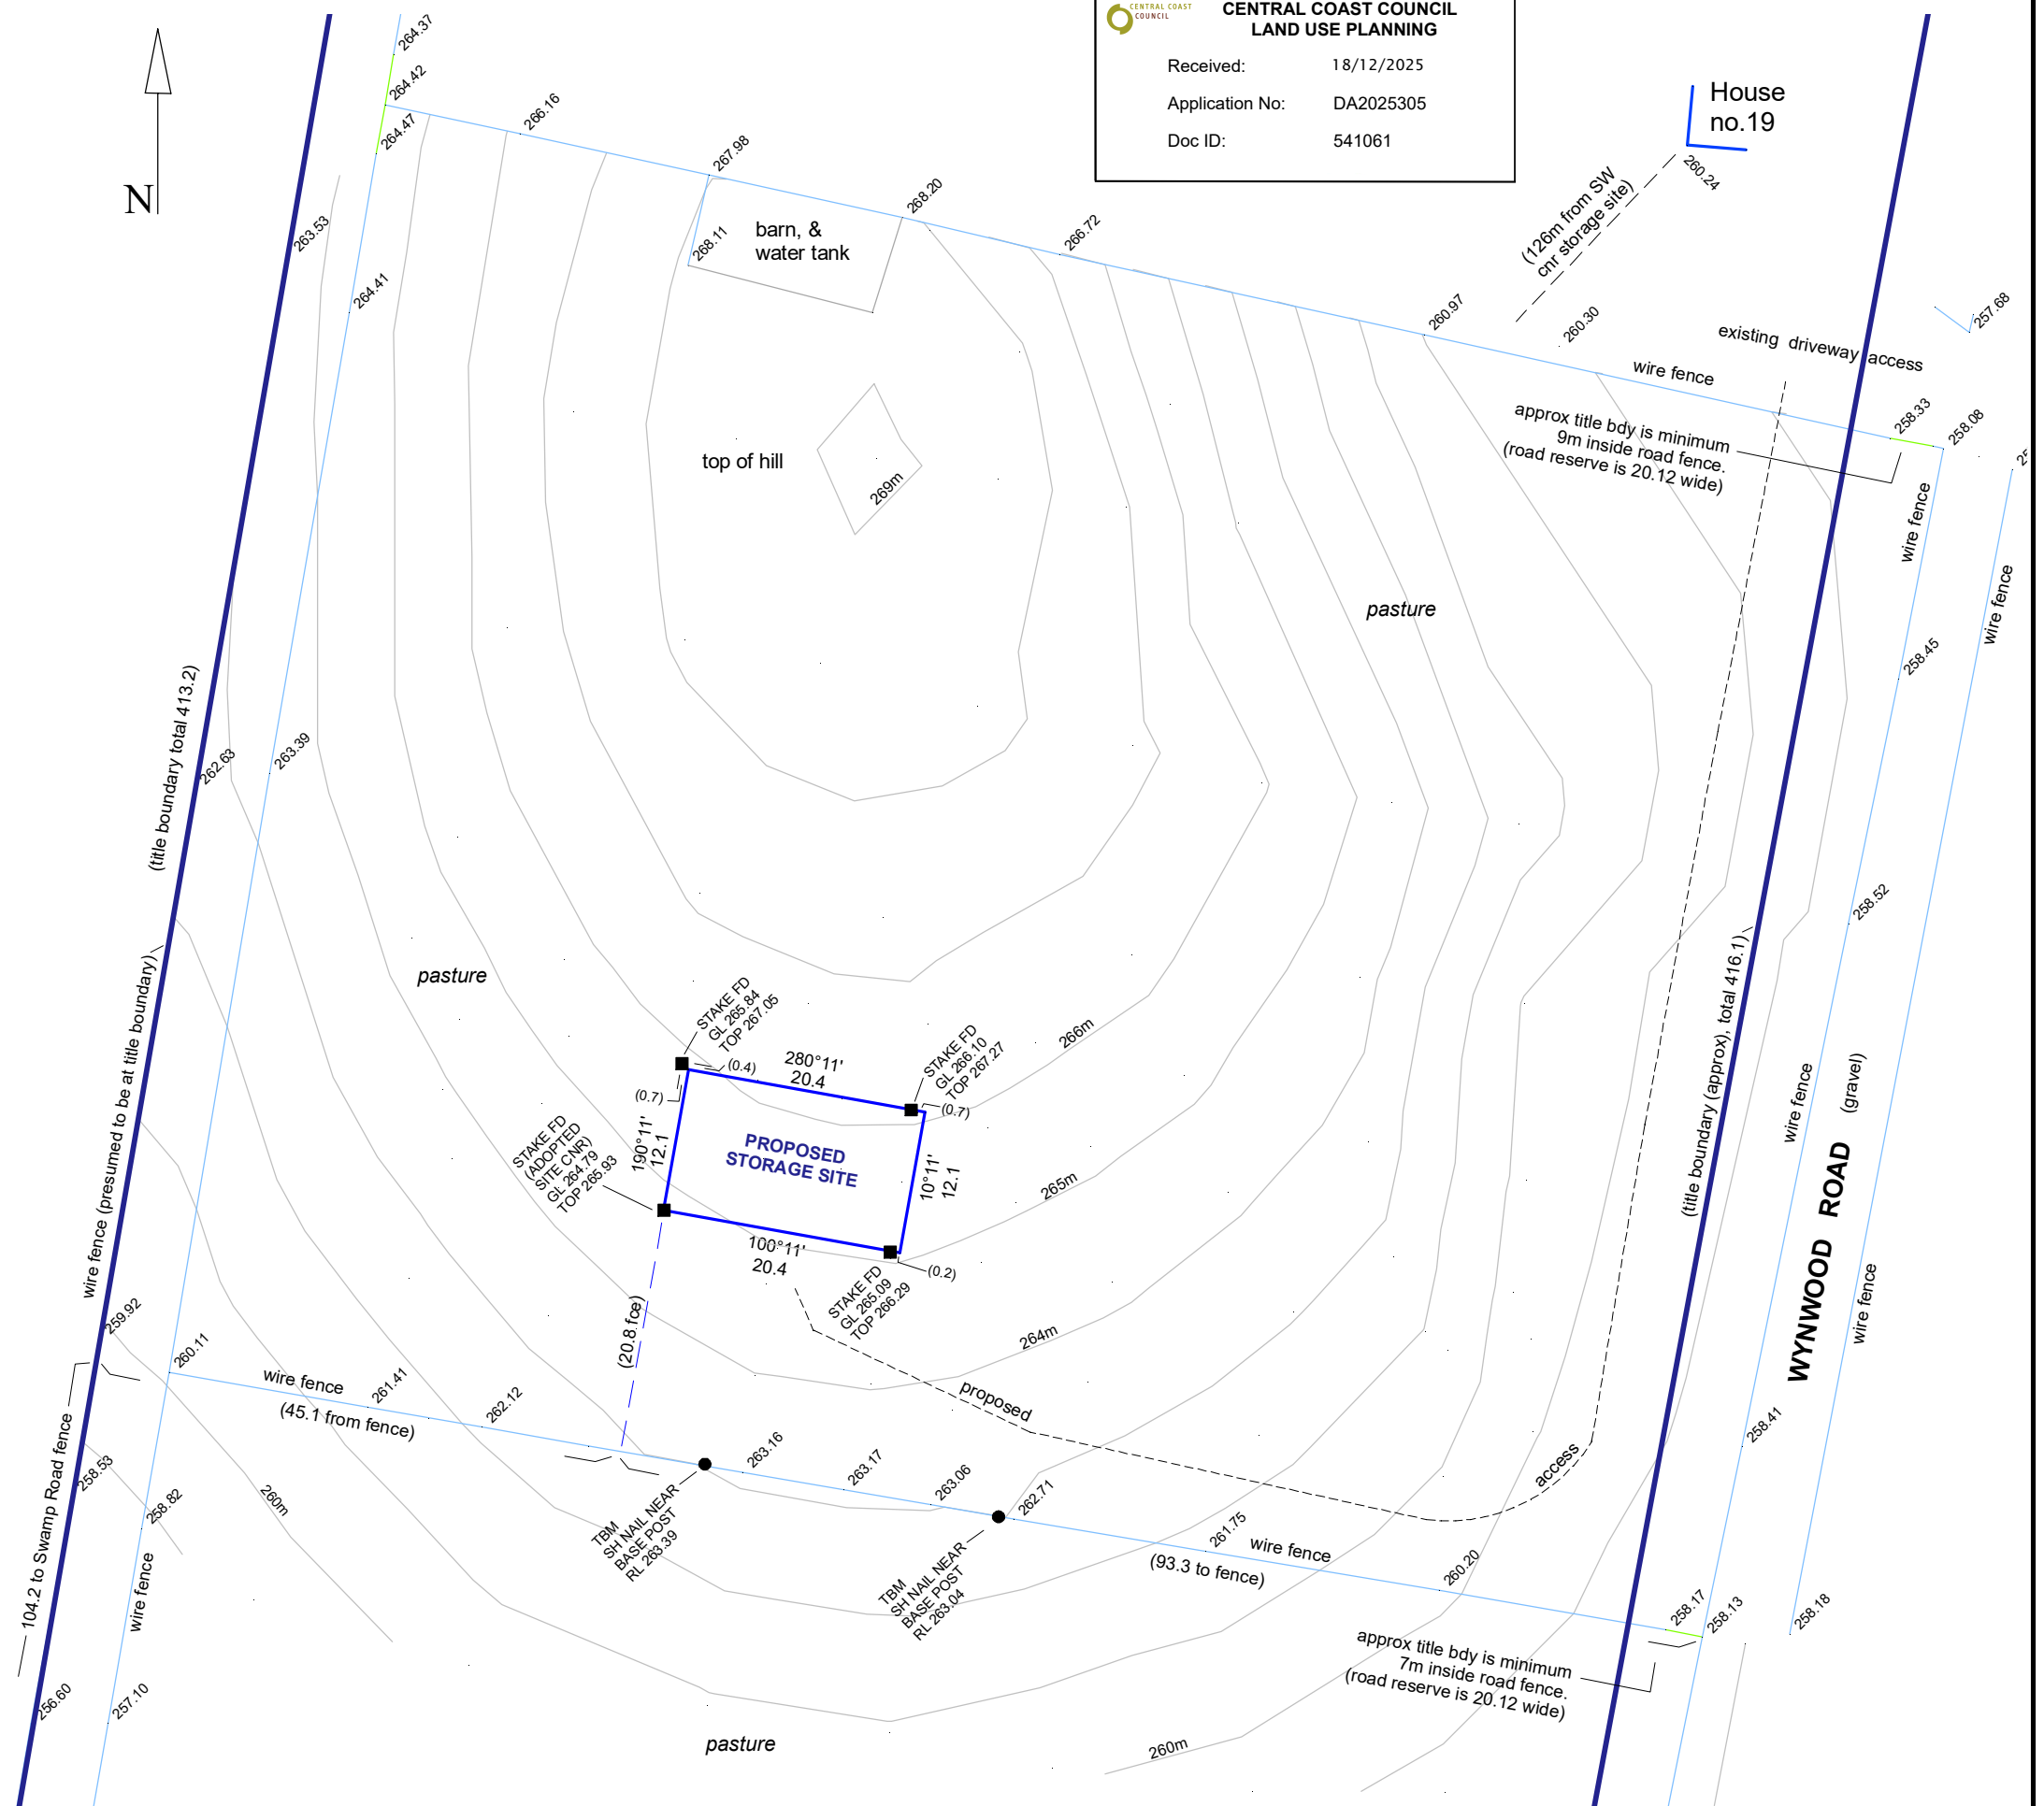 CENTRAL COAST
COUNCIL
CENTRAL COAST COUNCIL
LAND USE PLANNING
Received: 18/12/2025
Application No: DA2025305
Doc ID: 541061
N
264.37
264.42
264.47
266.16
267.98
268.20
268.11
barn, &
water tank
266.72
263.53
264.41
House
no.19
260.24
(126m from SW
cnr storage site)
260.97
260.30
257.68
existing driveway access
wire fence
258.33
258.08
approx title bdy is minimum
9m inside road fence.
(road reserve is 20.12 wide)
wire fence
wire fence
top of hill
269m
pasture
258.45
(title boundary total 413.2)
262.63
263.39
258.52
wire fence (presumed to be at title boundary)
pasture
STAKE FD
GL 265.84
TOP 267.05
(0.4)
280°11'
20.4
STAKE FD
GL 266.10
TOP 267.27
(0.7)
(0.7)
266m
190°11'
12.1
PROPOSED
STORAGE SITE
10°11'
12.1
265m
STAKE FD
(ADOPTED
SITE CNR)
GL 264.79
TOP 265.93
100°11'
20.4
STAKE FD
GL 265.09
TOP 266.29
(0.2)
264m
(20.8 fce)
(title boundary (approx), total 416.1)
wire fence
WYNWOOD ROAD (gravel)
wire fence
259.92
260.11
wire fence
(45.1 from fence)
261.41
262.12
proposed
access
258.41
104.2 to Swamp Road fence
258.53
258.82
260m
wire fence
263.16
263.17
263.06
262.71
TBM
SH NAIL NEAR
BASE POST
RL 263.39
TBM
SH NAIL NEAR
BASE POST
RL 263.04
261.75
wire fence
(93.3 to fence)
260.20
258.17
258.13
258.18
approx title bdy is minimum
7m inside road fence.
(road reserve is 20.12 wide)
256.60
257.10
pasture
260m